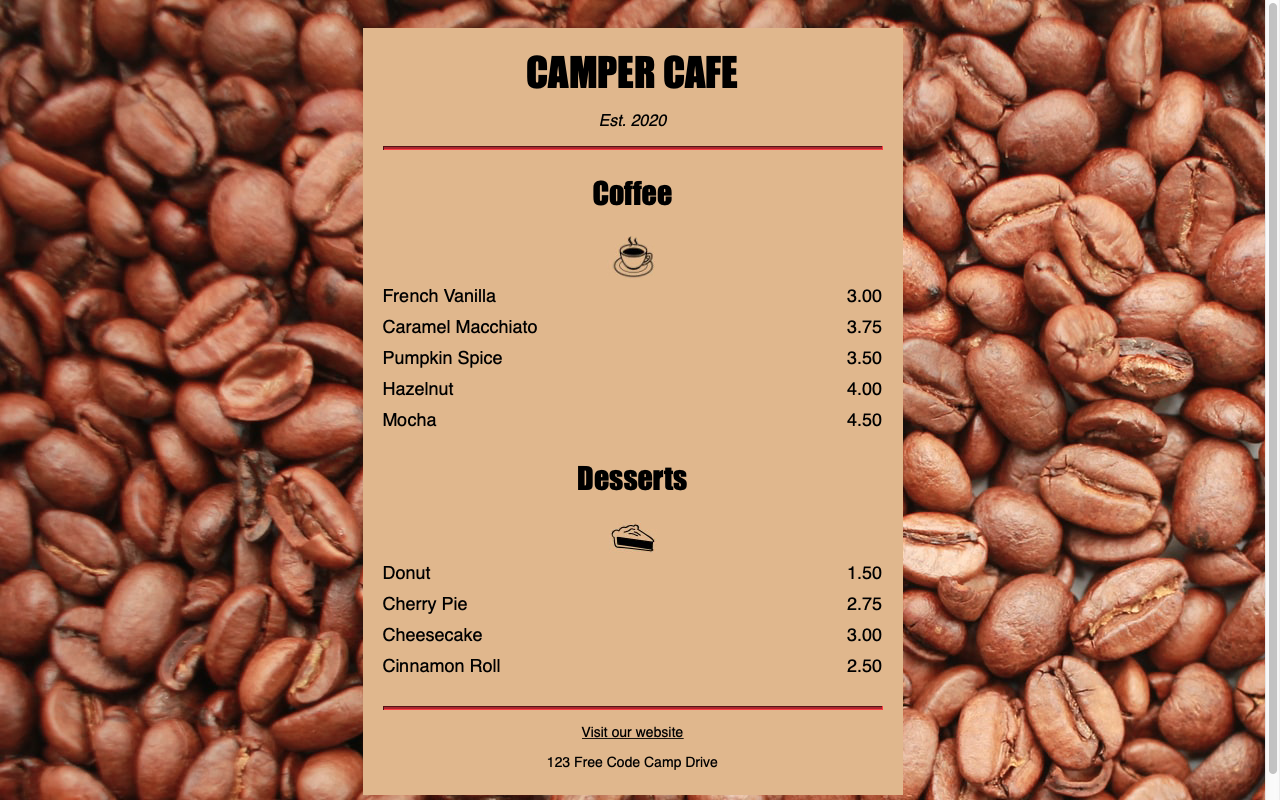 CAMPER CAFE
Est. 2020
Coffee
French Vanilla 3.00
Caramel Macchiato 3.75
Pumpkin Spice 3.50
Hazelnut 4.00
Mocha 4.50
Desserts
Donut 1.50
Cherry Pie 2.75
Cheesecake 3.00
Cinnamon Roll 2.50
Visit our website
123 Free Code Camp Drive